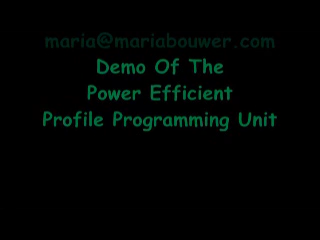 maria@mariabouwer.com
Demo Of The
Power Efficient
Profile Programming Unit